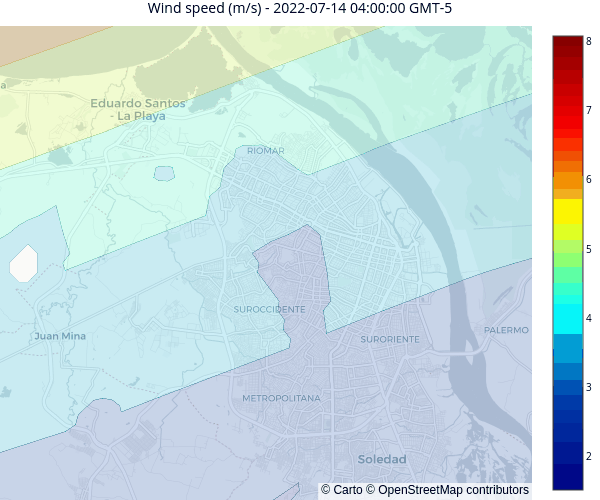 Wind speed (m/s) - 2022-07-14 04:00:00 GMT-5
8
7
6
5
4
3
2
a
Eduardo Santos
- La Playa
RIOMAR
SUROCCIDENTE
Juan Mina
SURORIENTE
PALERMO
METROPOLITANA
Soledad
© Carto © OpenStreetMap contributors